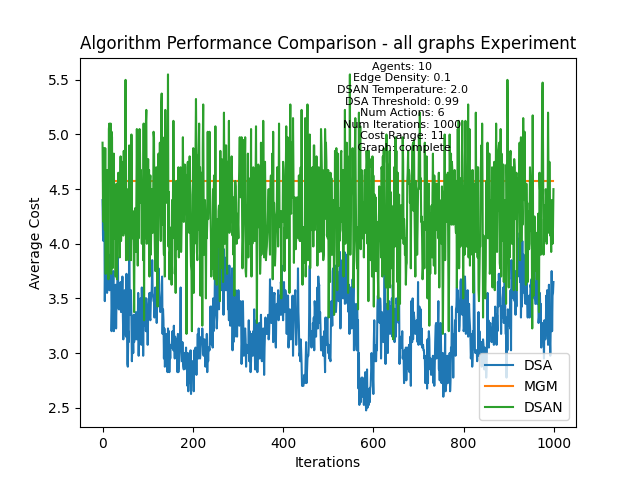 Algorithm Performance Comparison - all graphs Experiment
Agents: 10
Edge Density: 0.1
DSAN Temperature: 2.0
DSA Threshold: 0.99
Num Actions: 6
Num Iterations: 1000
Cost Range: 11
Graph: complete
Average Cost
5.5
5.0
4.5
4.0
3.5
3.0
2.5
DSA
MGM
DSAN
0 200 400 600 800 1000
Iterations